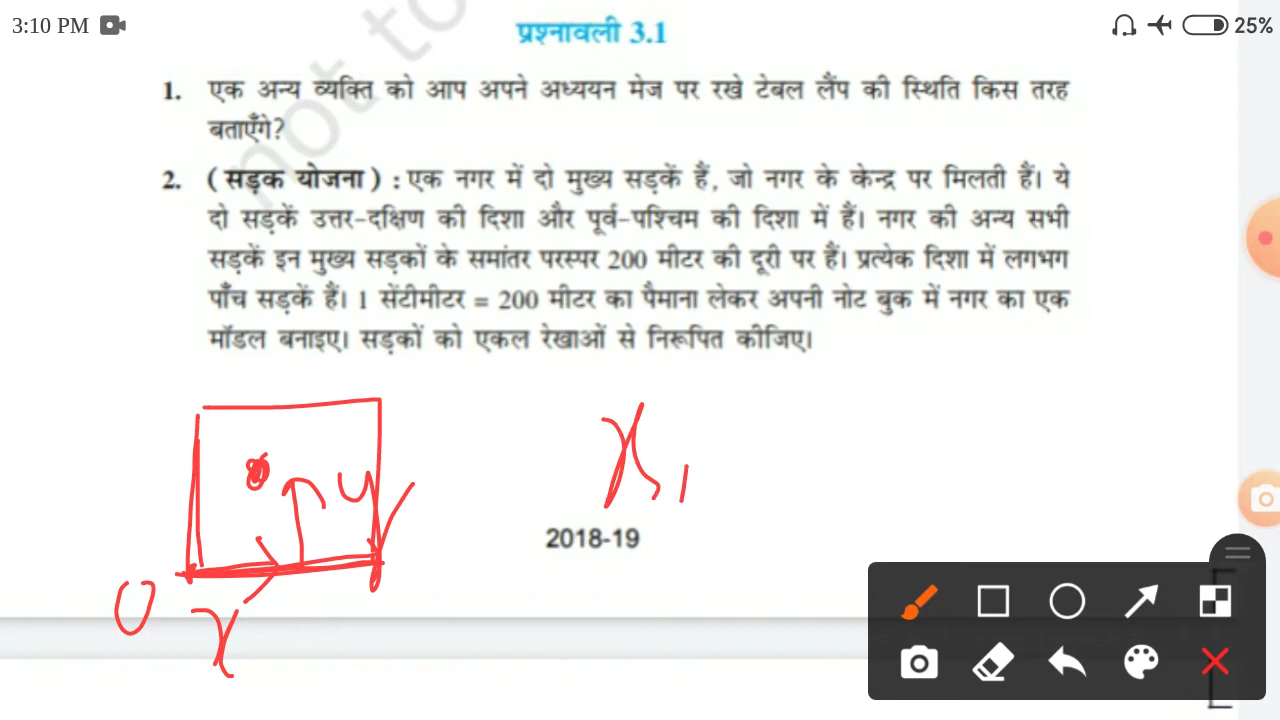 3:10 PM
25%
not to
प्रश्नावली 3.1
1. एक अन्य व्यक्ति को आप अपने अध्ययन मेज पर रखे टेबल लैंप की स्थिति किस तरह
बताएँगे?
2. (सड़क योजना) : एक नगर में दो मुख्य सड़कें हैं, जो नगर के केन्द्र पर मिलती हैं। ये
दो सड़कें उत्तर-दक्षिण की दिशा और पूर्व-पश्चिम की दिशा में हैं। नगर की अन्य सभी
सड़कें इन मुख्य सड़कों के समांतर परस्पर 200 मीटर की दूरी पर हैं। प्रत्येक दिशा में लगभग
पाँच सड़कें हैं। 1 सेंटीमीटर = 200 मीटर का पैमाना लेकर अपनी नोट बुक में नगर का एक
मॉडल बनाइए। सड़कों को एकल रेखाओं से निरूपित कीजिए।
y
x,
2018-19
O
x